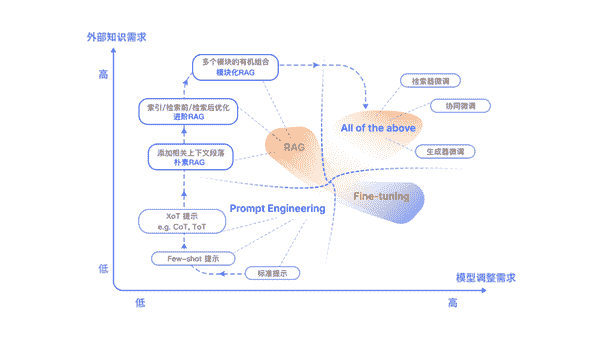 外部知识需求
高
多个模块的有机组合
模块化RAG
检索器微调
索引/检索前/检索后优化
进阶RAG
协同微调
All of the above
RAG
添加相关上下文段落
朴素RAG
生成器微调
Fine-tuning
XoT 提示
e.g. CoT, ToT
Prompt Engineering
Few-shot 提示
标准提示
低
模型调整需求
低
高